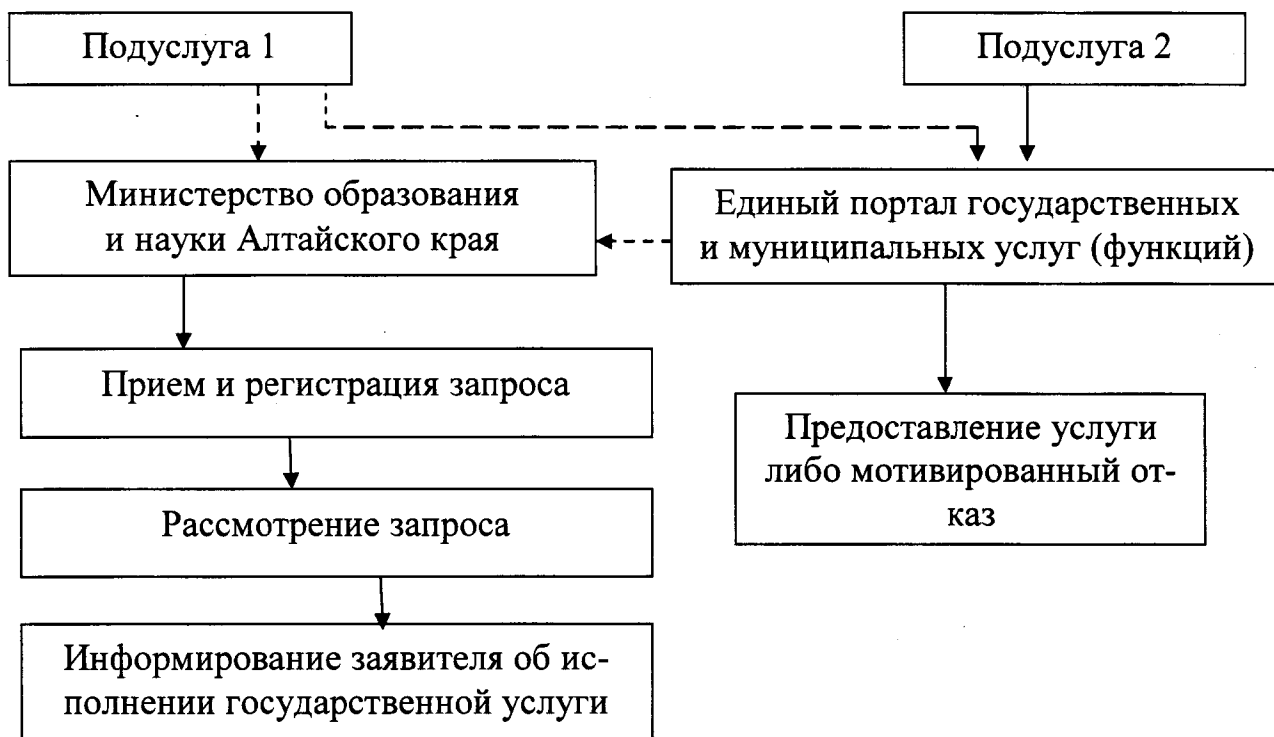 Подуслуга 1
Подуслуга 2
Министерство образования
и науки Алтайского края
Единый портал государственных
и муниципальных услуг (функций)
Прием и регистрация запроса
Предоставление услуги
либо мотивированный от-
каз
Рассмотрение запроса
Информирование заявителя об ис-
полнении государственной услуги